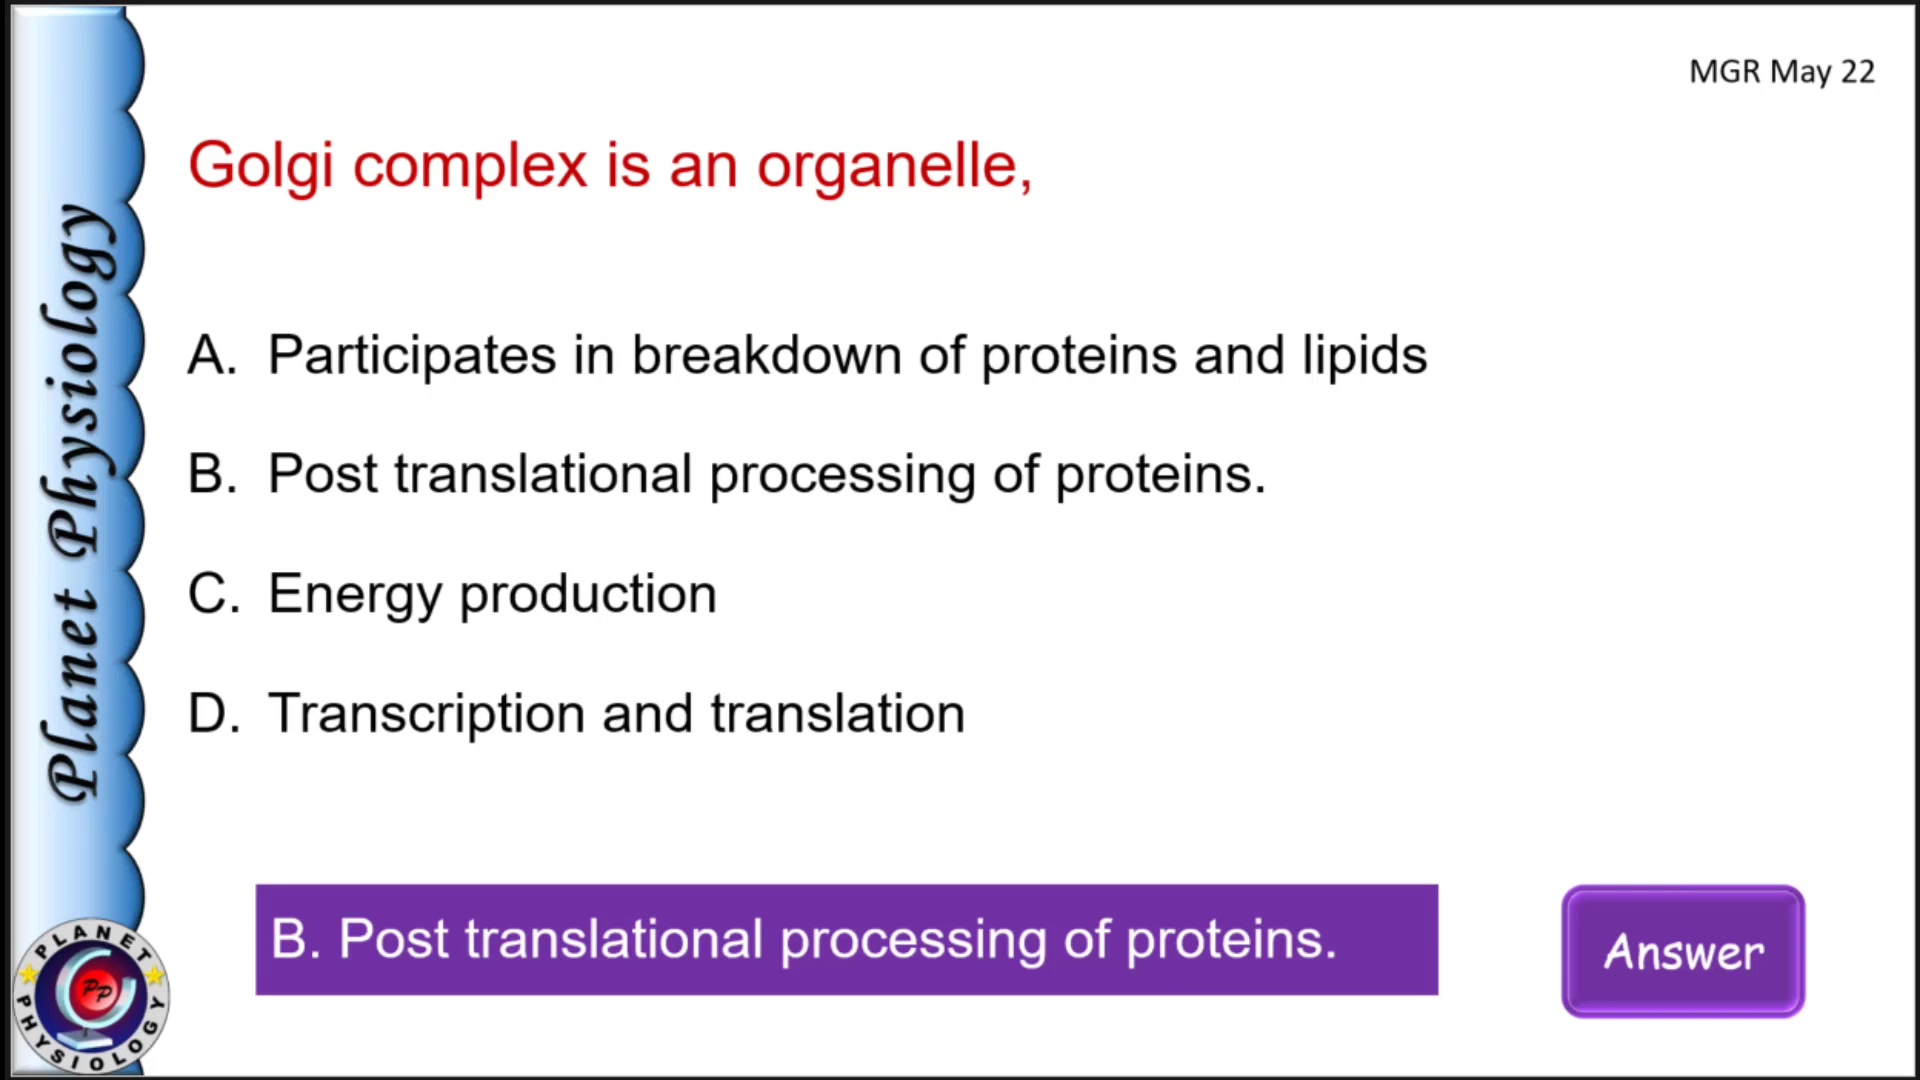 MGR May 22
Golgi complex is an organelle,
A. Participates in breakdown of proteins and lipids
B. Post translational processing of proteins.
C. Energy production
D. Transcription and translation
B. Post translational processing of proteins.
Answer
Planet Physiology
PLANET
PP
PHYSIOLOGY